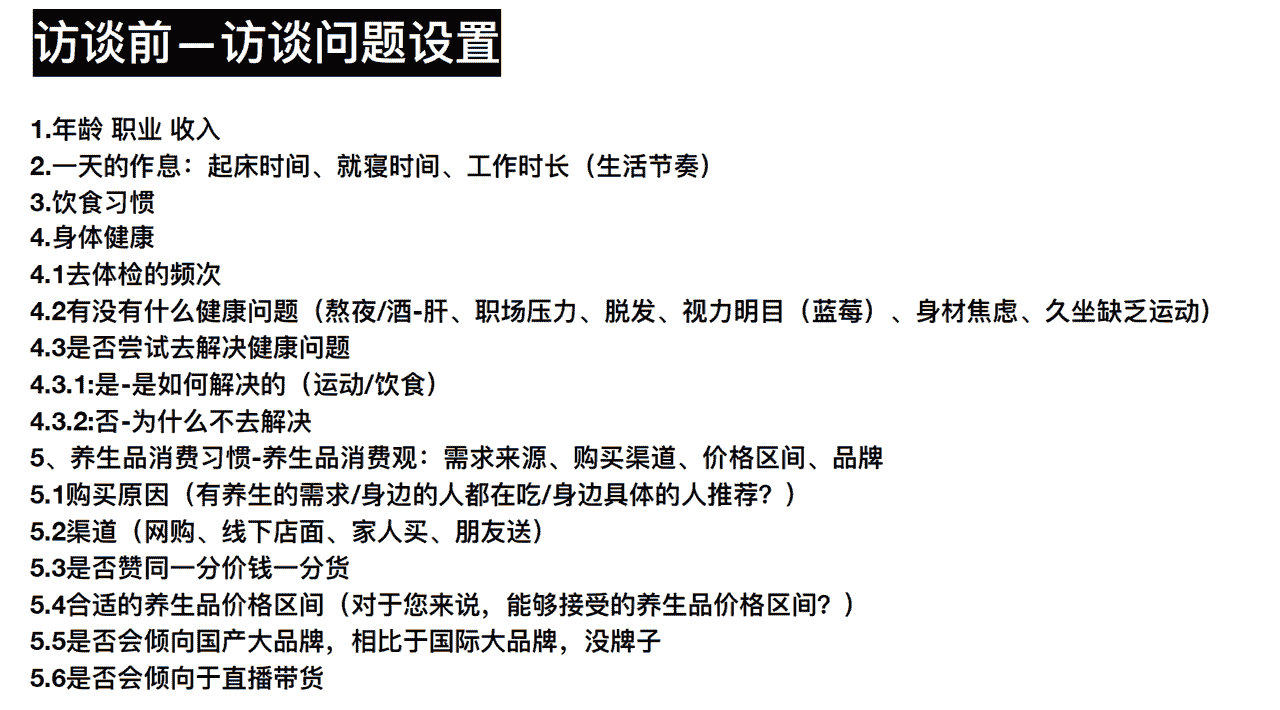 访谈前—访谈问题设置
1.年龄 职业 收入
2.一天的作息：起床时间、就寝时间、工作时长（生活节奏）
3.饮食习惯
4.身体健康
4.1去体检的频次
4.2有没有什么健康问题（熬夜/酒-肝、职场压力、脱发、视力明目（蓝莓）、身材焦虑、久坐缺乏运动）
4.3是否尝试去解决健康问题
4.3.1:是-是如何解决的（运动/饮食）
4.3.2:否-为什么不去解决
5、养生品消费习惯-养生品消费观：需求来源、购买渠道、价格区间、品牌
5.1购买原因（有养生的需求/身边的人都在吃/身边具体的人推荐？）
5.2渠道（网购、线下店面、家人买、朋友送）
5.3是否赞同一分价钱一分货
5.4合适的养生品价格区间（对于您来说，能够接受的养生品价格区间？）
5.5是否会倾向国产大品牌，相比于国际大品牌，没牌子
5.6是否会倾向于直播带货